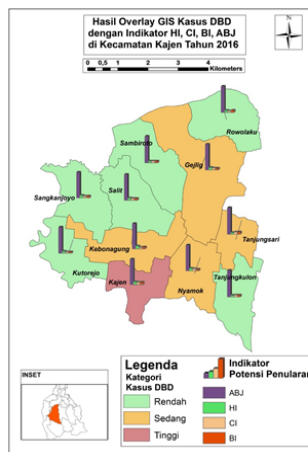 Hasil Overlay GIS Kasus DBD
dengan Indikator HI, CI, BI, ABJ
di Kecamatan Kajen Tahun 2016
N
0 0,5 1 2 3 4
Kilometers
Rowolaku
Sambiroto
Gejlig
Sangkanjoyo
Salit
Tanjungsari
Kebonagung
Kutorejo
Kajen
Nyamok
Tanjungkulon
INSET
Legenda
Kategori
Kasus DBD
Rendah
Sedang
Tinggi
Indikator
Potensi Penularan
ABJ
HI
CI
BI